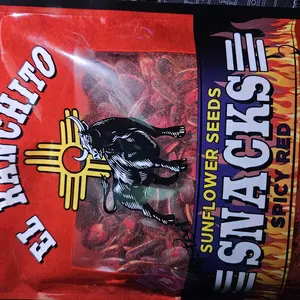 EL RANCHITO
SUNFLOWER SEEDS
SNACKS
SPICY RED